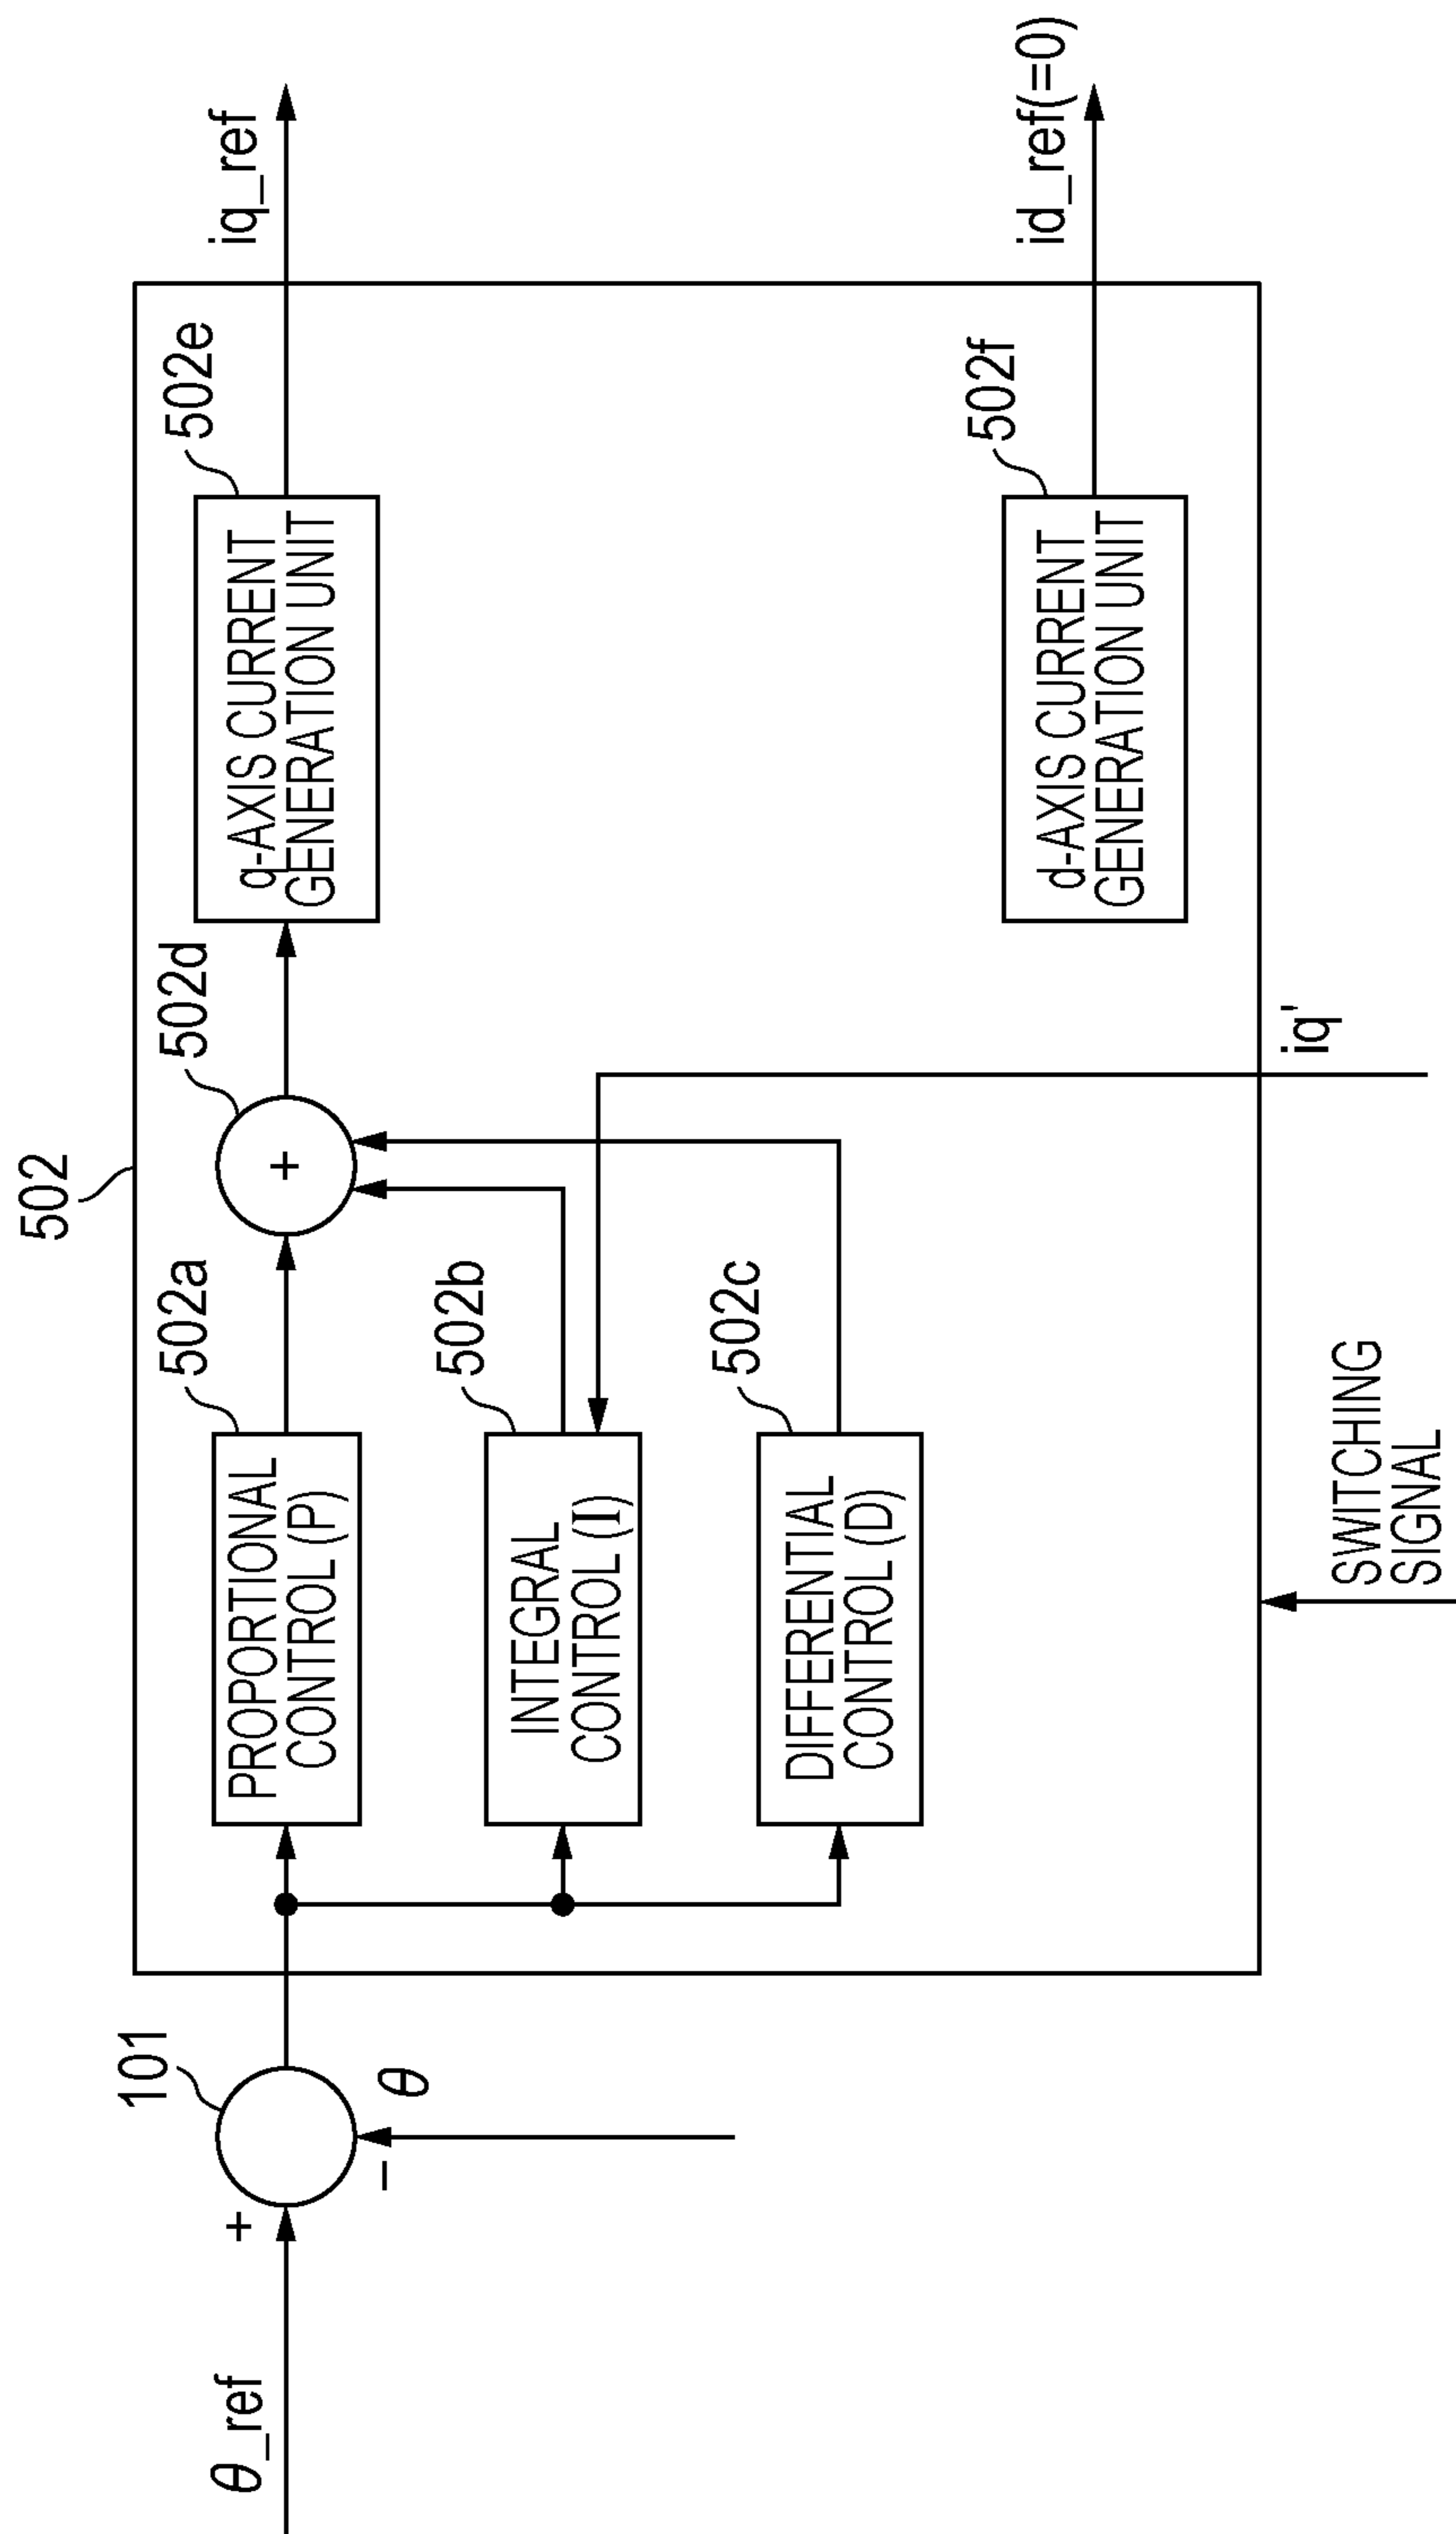 502
101
θ_ref
+
−
θ
502a
PROPORTIONAL
CONTROL (P)
502b
INTEGRAL
CONTROL (I)
502c
DIFFERENTIAL
CONTROL (D)
502d
+
502e
q-AXIS CURRENT
GENERATION UNIT
iq_ref
502f
d-AXIS CURRENT
GENERATION UNIT
id_ref(=0)
iq'
SWITCHING
SIGNAL